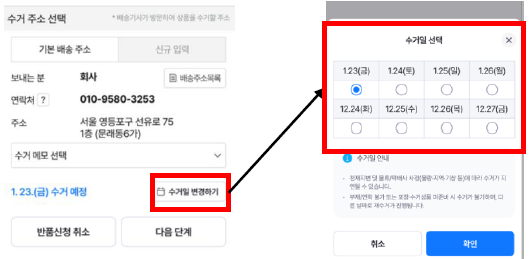 수거 주소 선택
* 배송기사가 방문하여 상품을 수거할 주소
기본 배송 주소
신규 입력
보내는 분
회사
배송주소목록
연락처 ?
010-9580-3253
주소
서울 영등포구 선유로 75
1층 (문래동6가)
수거 메모 선택
1. 23.(금) 수거 예정
수거일 변경하기
반품신청 취소
다음 단계
수거일 선택
1.23(금)
1.24(토)
1.25(일)
1.26(월)
12.24(화)
12.25(수)
12.26(목)
12.27(금)
수거일 안내
취소
확인